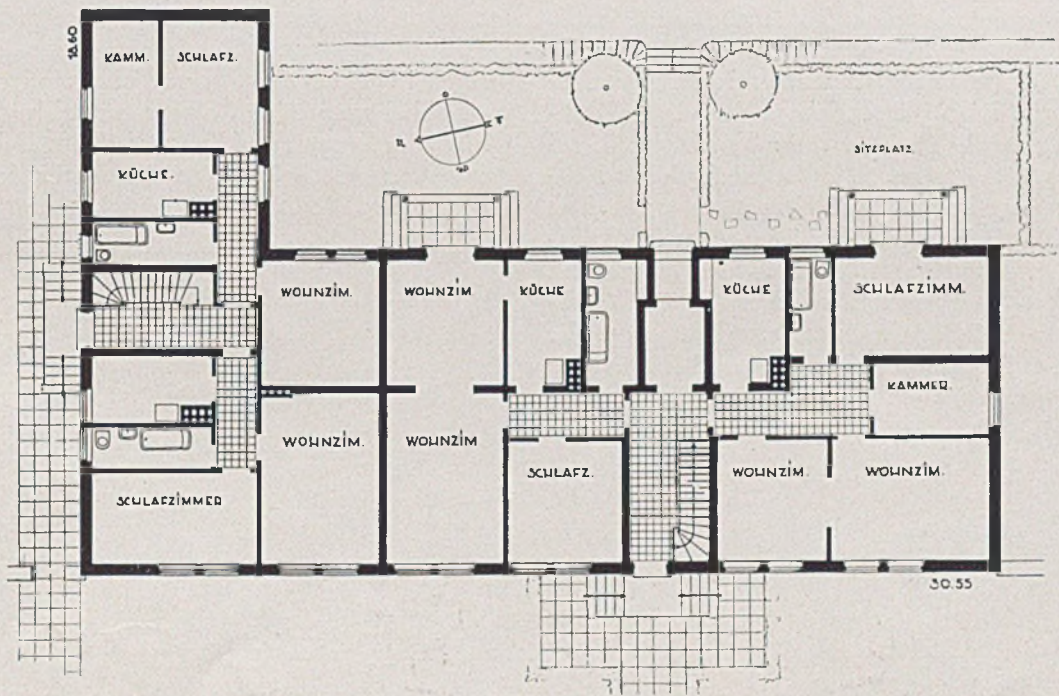 18.60
KAMM.
SCHLAFZ.
KÜCHE.
SITZPLATZ.
WOHNZIM.
WOHNZIM.
KÜCHE
KÜCHE
SCHLAFZIMM.
KAMMER.
WOHNZIM.
WOHNZIM
SCHLAFZ.
WOHNZIM.
WOHNZIM.
SCHLAFZIMMER
30.55